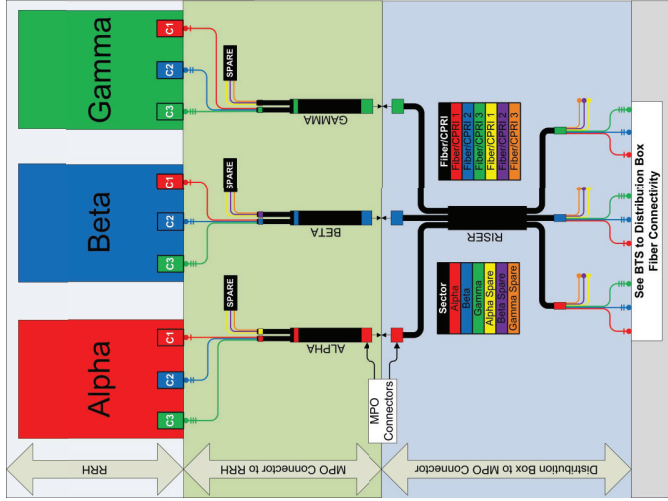 Alpha
Beta
Gamma
C3
C2
C1
C3
C2
C1
C3
C2
C1
SPARE
SPARE
SPARE
ALPHA
BETA
GAMMA
MPO
Connectors
RISER
Sector
Alpha
Beta
Gamma
Alpha Spare
Beta Spare
Gamma Spare
Fiber/CPRI
Fiber/CPRI 1
Fiber/CPRI 2
Fiber/CPRI 3
Fiber/CPRI 1
Fiber/CPRI 2
Fiber/CPRI 3
See BTS to Distribution Box
Fiber Connectivity
RRH
MPO Connector to RRH
Distribution Box to MPO Connector